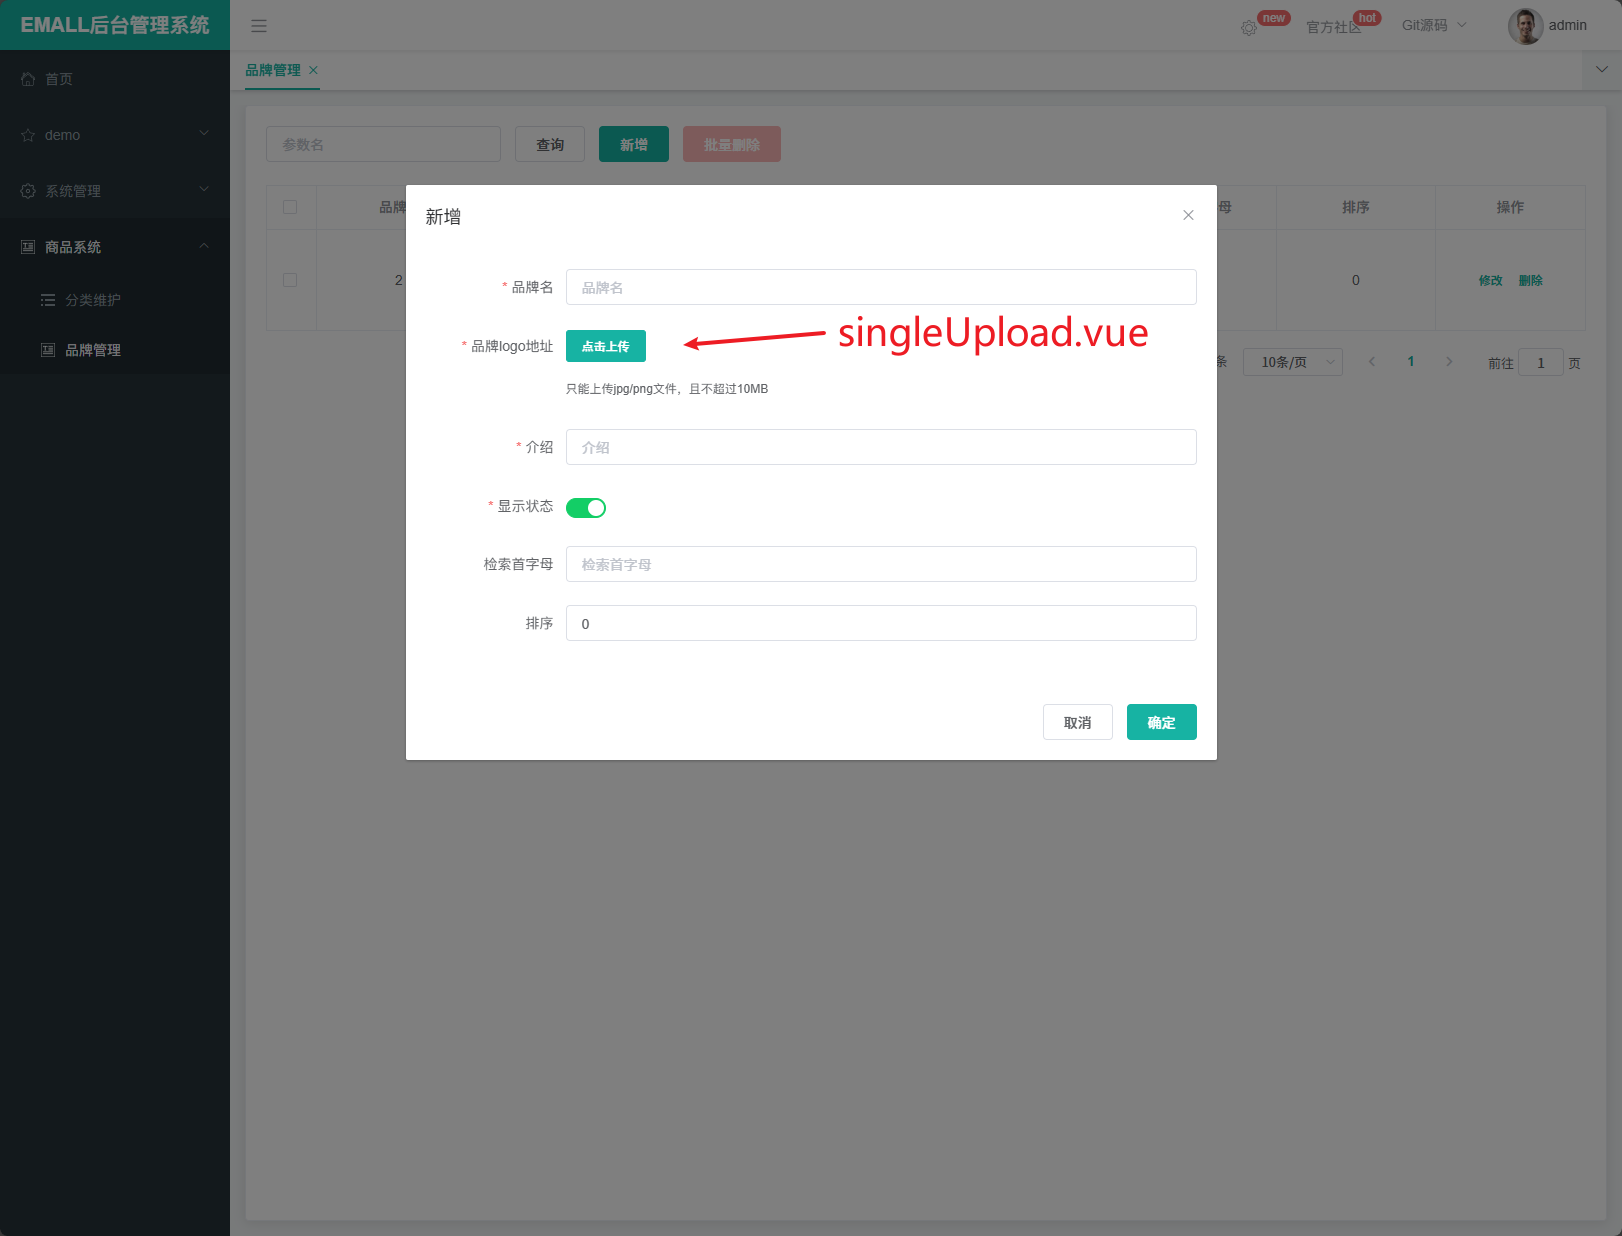 EMALL后台管理系统
new
官方社区
hot
Git源码
admin
首页
demo
系统管理
商品系统
分类维护
品牌管理
品牌管理
参数名
查询
新增
批量删除
品牌
母
排序
操作
2
0
修改
删除
条
10条/页
1
前往
1
页
新增
* 品牌名
品牌名
* 品牌logo地址
点击上传
singleUpload.vue
只能上传jpg/png文件，且不超过10MB
* 介绍
介绍
* 显示状态
检索首字母
检索首字母
排序
0
取消
确定